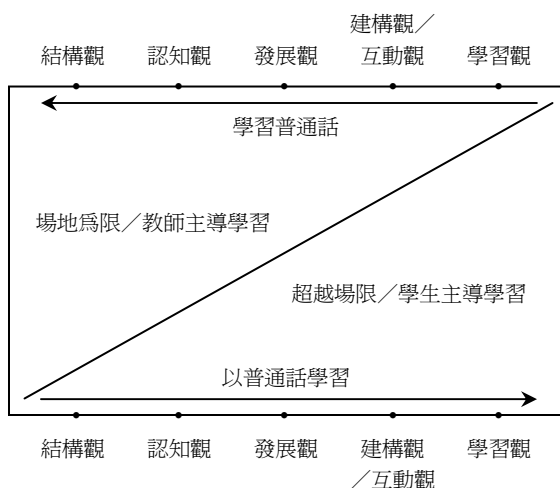 建構觀／
結構觀 認知觀 發展觀 互動觀 學習觀
學習普通話
場地爲限／教師主導學習
超越場限／學生主導學習
以普通話學習
結構觀 認知觀 發展觀 建構觀 學習觀
／互動觀